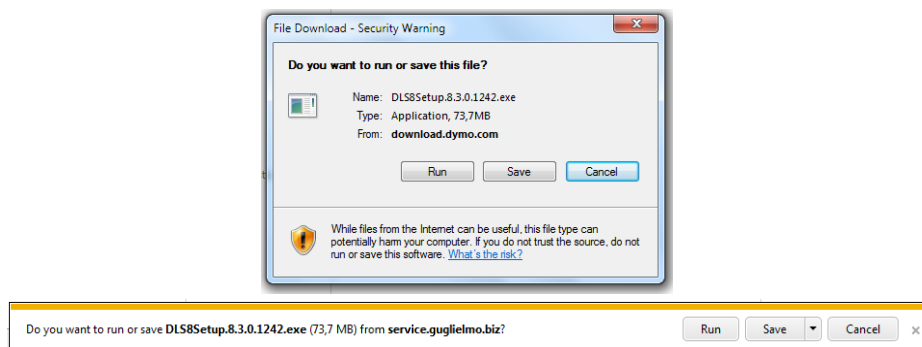 File Download - Security Warning
Do you want to run or save this file?
Name: DLS8Setup.8.3.0.1242.exe
Type: Application, 73,7MB
From: download.dymo.com
Run Save Cancel
While files from the Internet can be useful, this file type can
potentially harm your computer. If you do not trust the source, do not
run or save this software. What's the risk?
Do you want to run or save DLS8Setup.8.3.0.1242.exe (73,7 MB) from service.guglielmo.biz? Run Save Cancel